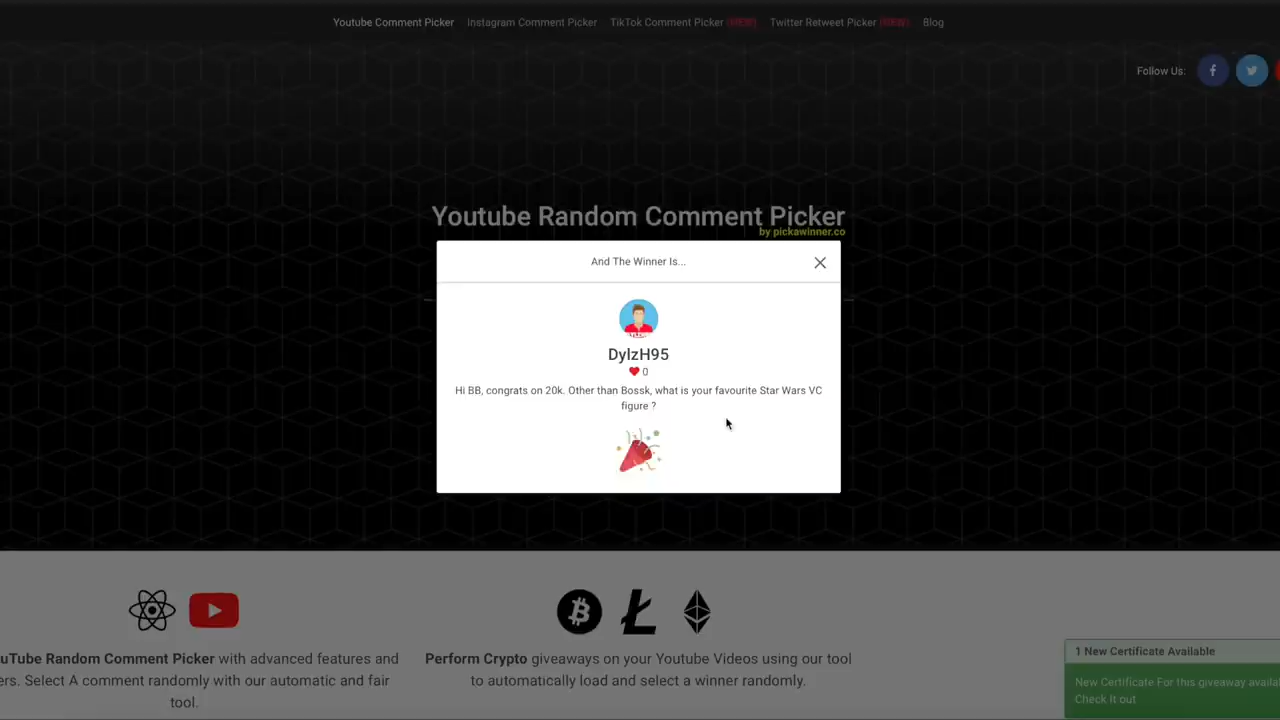 Youtube Comment Picker Instagram Comment Picker TikTok Comment Picker (NEW) Twitter Retweet Picker (NEW) Blog
Follow Us:
Youtube Random Comment Picker
by pickawinner.co
And The Winner Is...
DylzH95
0
Hi BB, congrats on 20k. Other than Bossk, what is your favourite Star Wars VC
figure ?
uTube Random Comment Picker with advanced features and
ers. Select A comment randomly with our automatic and fair
tool.
Perform Crypto giveaways on your Youtube Videos using our tool
to automatically load and select a winner randomly.
1 New Certificate Available
New Certificate For this giveaway availa
Check It out